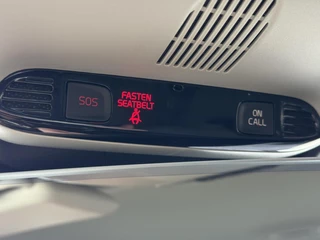 SOS
FASTEN
SEATBELT
ON
CALL